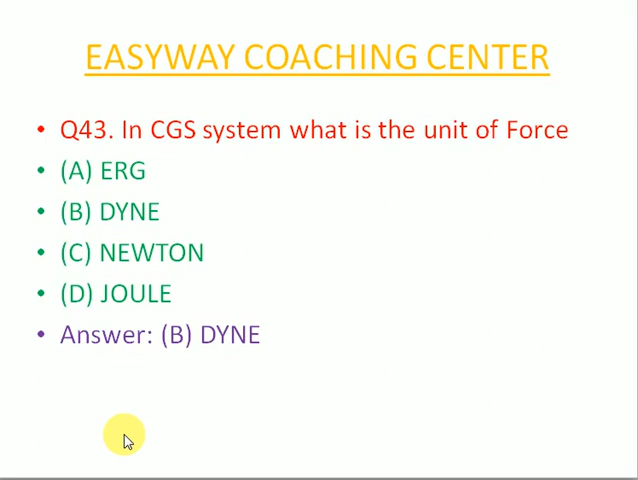 EASYWAY COACHING CENTER
• Q43. In CGS system what is the unit of Force
• (A) ERG
• (B) DYNE
• (C) NEWTON
• (D) JOULE
• Answer: (B) DYNE